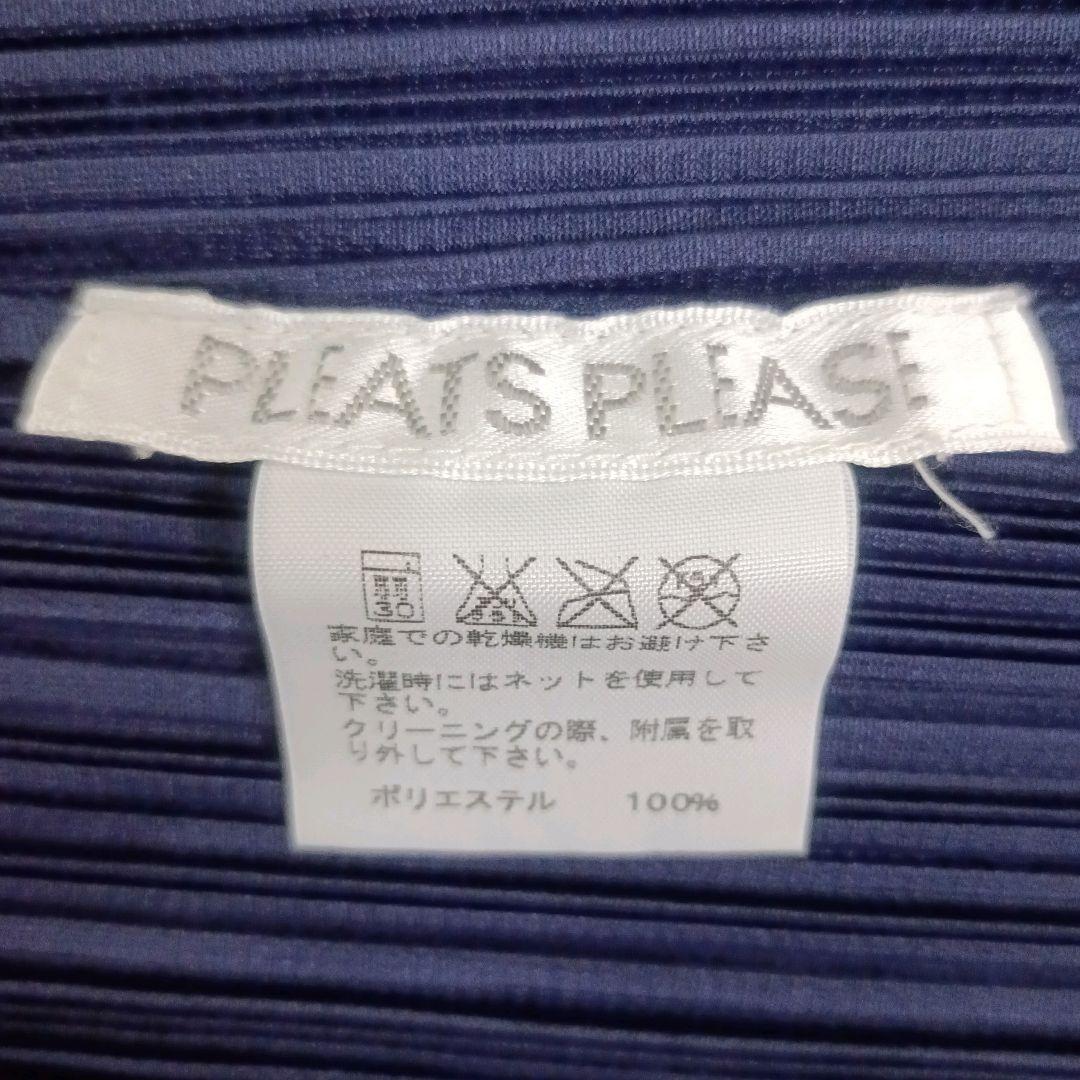 PLEATS PLEASE
30
家庭での乾燥機はお避け下さ
い。
洗濯時にはネットを使用して
下さい。
クリーニングの際、附属を取
り外して下さい。
ポリエステル 100%